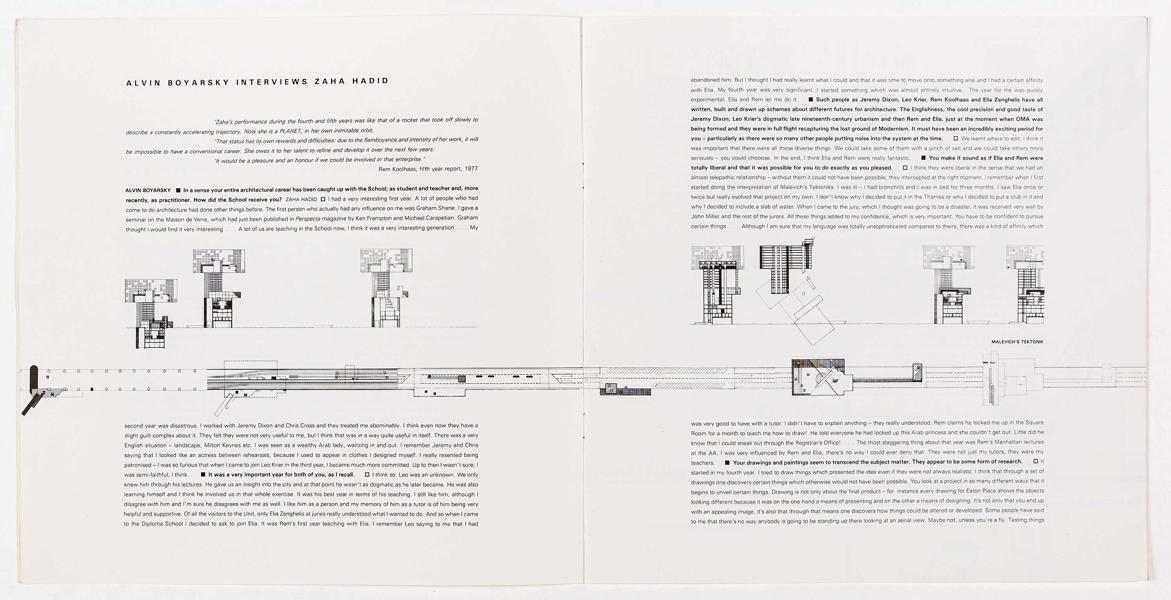 ALVIN BOYARSKY INTERVIEWS ZAHA HADID
'Zaha's performance during the fourth and fifth years was like that of a rocket that took off slowly to
describe a constantly accelerating trajectory. Now she is a PLANET, in her own inimitable orbit.
'That status has its own rewards and difficulties: due to the flamboyance and intensity of her work, it will
be impossible to have a conventional career. She owes it to her talent to refine and develop it over the next few years.
'It would be a pleasure and an honour if we could be involved in that enterprise.'
Rem Koolhaas, fifth year report, 1977
ALVIN BOYARSKY ■ In a sense your entire architectural career has been caught up with the School; as student and teacher and, more
recently, as practitioner. How did the School receive you? ZAHA HADID □ I had a very interesting first year. A lot of people who had
come to do architecture had done other things before. The first person who actually had any influence on me was Graham Shane. I gave a
seminar on the Maison de Verre, which had just been published in Perspecta magazine by Ken Frampton and Michael Carapetian. Graham
thought I would find it very interesting . . . . A lot of us are teaching in the School now, I think it was a very interesting generation . . . . My
second year was disastrous. I worked with Jeremy Dixon and Chris Cross and they treated me abominably. I think even now they have a
slight guilt complex about it. They felt they were not very useful to me, but I think that was in a way quite useful in itself. There was a very
English situation – landscape, Milton Keynes etc. I was seen as a wealthy Arab lady, waltzing in and out. I remember Jeremy and Chris
saying that I looked like an actress between rehearsals, because I used to appear in clothes I designed myself. I really resented being
patronised – I was so furious that when I came to join Leo Krier in the third year, I became much more committed. Up to then I wasn't sure; I
was semi-faithful, I think. ■ It was a very important year for both of you, as I recall. □ I think so. Leo was an unknown. We only
knew him through his lectures. He gave us an insight into the city and at that point he wasn't as dogmatic as he later became. He was also
learning himself and I think he involved us in that whole exercise. It was his best year in terms of his teaching. I still like him, although I
disagree with him and I'm sure he disagrees with me as well. I like him as a person and my memory of him as a tutor is of him being very
helpful and supportive. Of all the visitors to the Unit, only Elia Zenghelis at juries really understood what I wanted to do. And so when I came
to the Diploma School I decided to ask to join Elia. It was Rem's first year teaching with Elia. I remember Leo saying to me that I had
abandoned him. But I thought I had really learnt what I could and that it was time to move onto something else and I had a certain affinity
with Elia. My fourth year was very significant. I started something which was almost entirely intuitive. The year for me was purely
experimental. Elia and Rem let me do it. ■ Such people as Jeremy Dixon, Leo Krier, Rem Koolhaas and Elia Zenghelis have all
written, built and drawn up schemes about different futures for architecture. The Englishness, the cool precision and good taste of
Jeremy Dixon; Leo Krier's dogmatic late nineteenth-century urbanism and then Rem and Elia, just at the moment when OMA was
being formed and they were in full flight recapturing the lost ground of Modernism. It must have been an incredibly exciting period for
you – particularly as there were so many other people putting noise into the system at the time. □ We learnt where to edit. I think it
was important that there were all these diverse things. We could take some of them with a pinch of salt and we could take others more
seriously – you could choose. In the end, I think Elia and Rem were really fantastic. ■ You make it sound as if Elia and Rem were
totally liberal and that it was possible for you to do exactly as you pleased. □ I think they were liberal in the sense that we had an
almost telepathic relationship – without them it could not have been possible; they intercepted at the right moment. I remember when I first
started doing the interpretation of Malevich's Tektoniks. I was ill – I had bronchitis and I was in bed for three months. I saw Elia once or
twice but really evolved that project on my own. I don't know why I decided to put it in the Thames or why I decided to put a club in it and
why I decided to include a slab of water. When I came to the jury, which I thought was going to be a disaster, it was received very well by
John Miller and the rest of the jurors. All these things added to my confidence, which is very important. You have to be confident to pursue
certain things . . . . Although I am sure that my language was totally unsophisticated compared to theirs, there was a kind of affinity which
MALEVICH'S TEKTONIK
was very good to have with a tutor. I didn't have to explain anything – they really understood. Rem claims he locked me up in the Square
Room for a month to teach me how to draw! He told everyone he had locked up this Arab princess and she couldn't get out. Little did he
know that I could sneak out through the Registrar's Office! . . . . The most staggering thing about that year was Rem's Manhattan lectures
at the AA. I was very influenced by Rem and Elia, there's no way I could ever deny that. They were not just my tutors, they were my
teachers. ■ Your drawings and paintings seem to transcend the subject matter. They appear to be some form of research. □ It
started in my fourth year. I tried to draw things which presented the idea even if they were not always realistic. I think that through a set of
drawings one discovers certain things which otherwise would not have been possible. You look at a project in so many different ways that it
begins to unveil certain things. Drawing is not only about the final product – for instance every drawing for Eaton Place shows the objects
looking different because it was on the one hand a means of presenting and on the other a means of designing. It's not only that you end up
with an appealing image, it's also that through that means one discovers how things could be altered or developed. Some people have said
to me that there's no way anybody is going to be standing up there looking at an aerial view. Maybe not, unless you're a fly. Testing things